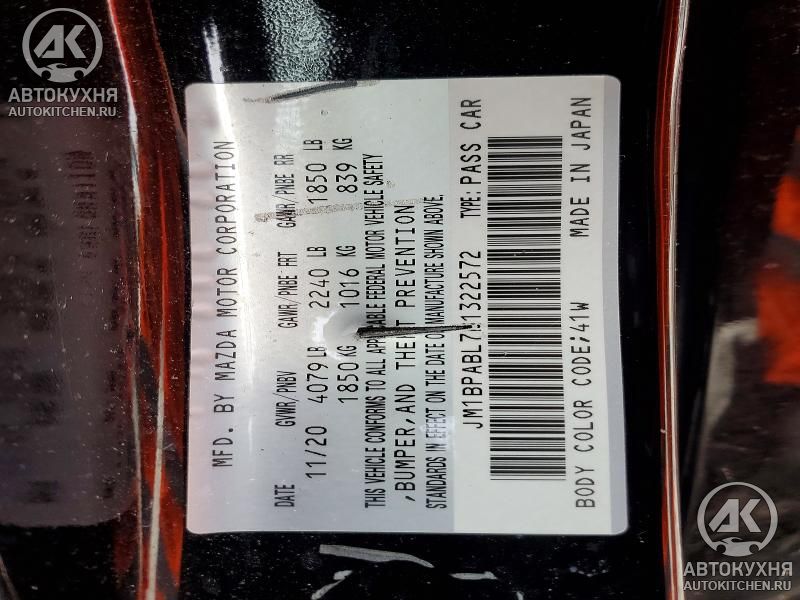 AK
АВТОКУХНЯ
AUTOKITCHEN.RU
MFD. BY MAZDA MOTOR CORPORATION
DATE GVWR/PNBV GAWR/PNBE FRT GAWR/PNBE RR
11/20 4079 LB 2240 LB 1850 LB
1850 KG 1016 KG 839 KG
THIS VEHICLE CONFORMS TO ALL APPLICABLE FEDERAL MOTOR VEHICLE SAFETY
,BUMPER,AND THEFT PREVENTION
STANDARDS IN EFFECT ON THE DATE OF MANUFACTURE SHOWN ABOVE.
TYPE: PASS CAR
BODY COLOR CODE;41W MADE IN JAPAN
AK
АВТОКУХНЯ
AUTOKITCHEN.RU